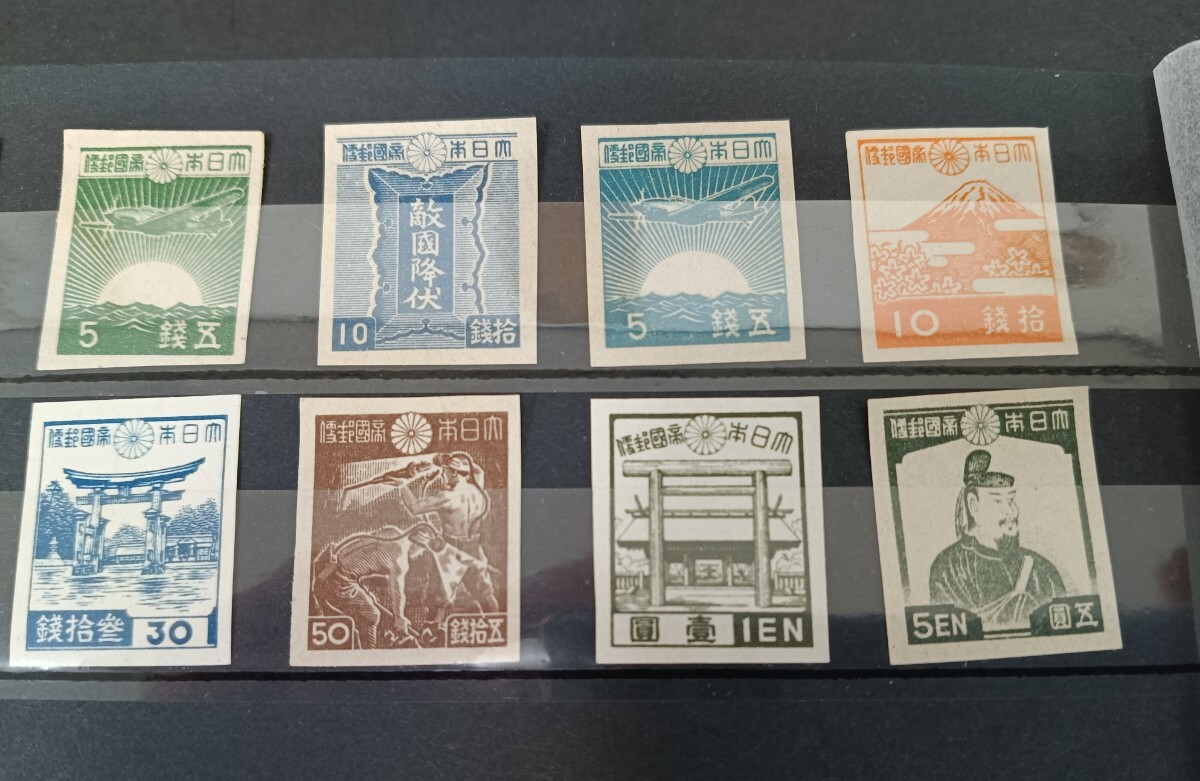 大日本帝國郵便
5 五錢
大日本帝國郵便
敵國降伏
10 拾錢
大日本帝國郵便
5 五錢
大日本帝國郵便
10 拾錢
大日本帝國郵便
叁拾錢 30
大日本帝國郵便
50 五拾錢
大日本帝國郵便
壹圓 1EN
大日本帝國郵便
5EN 五圓